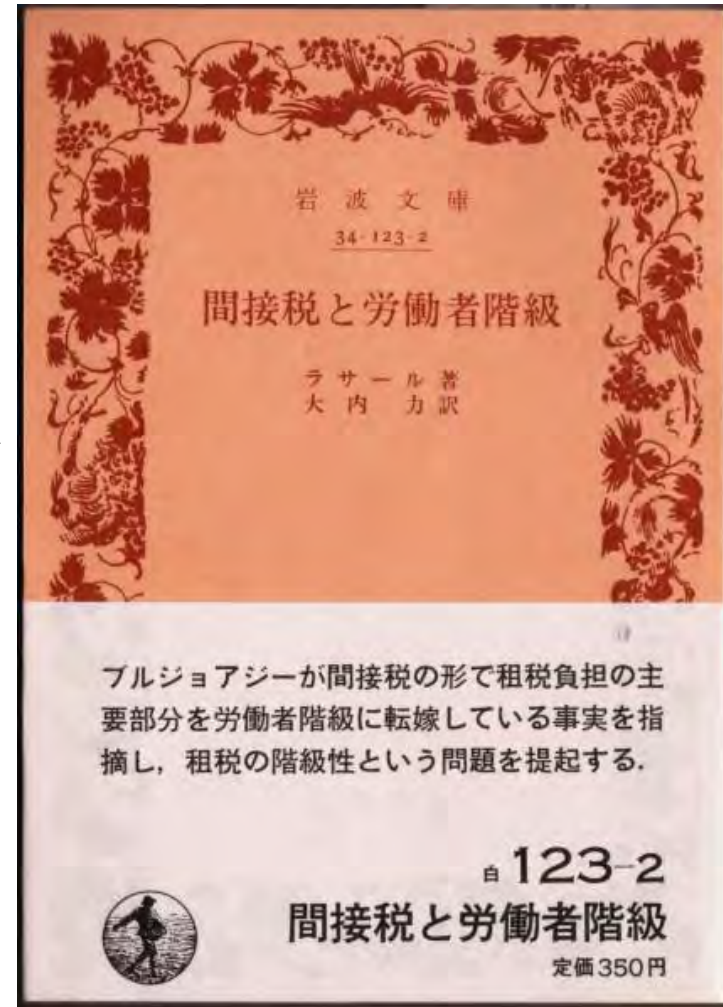 岩波文庫
34-123-2
間接税と労働者階級
ラサール著
大内 力訳
ブルジョアジーが間接税の形で租税負担の主
要部分を労働者階級に転嫁している事実を指
摘し，租税の階級性という問題を提起する．
白123-2
間接税と労働者階級
定価350円